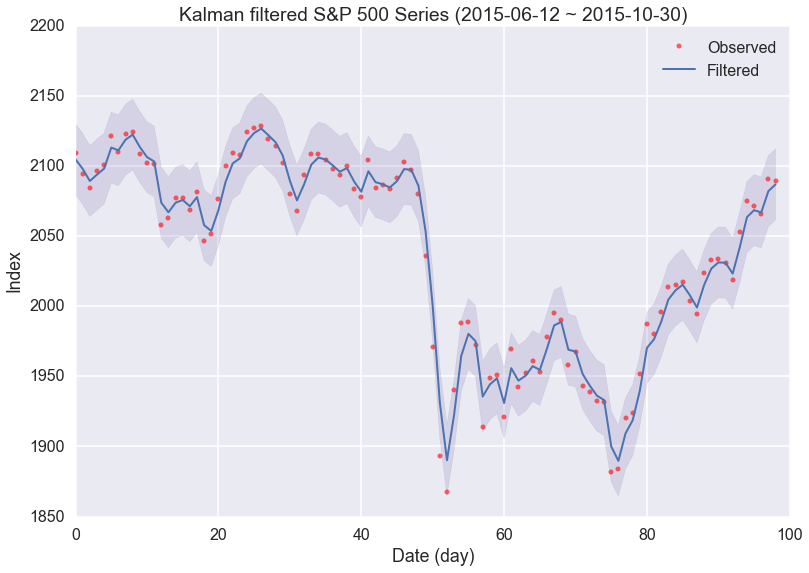 Kalman filtered S&P 500 Series (2015-06-12 ~ 2015-10-30)
2200
2150
2100
2050
2000
1950
1900
1850
Index
Observed
Filtered
0
20
40
60
80
100
Date (day)